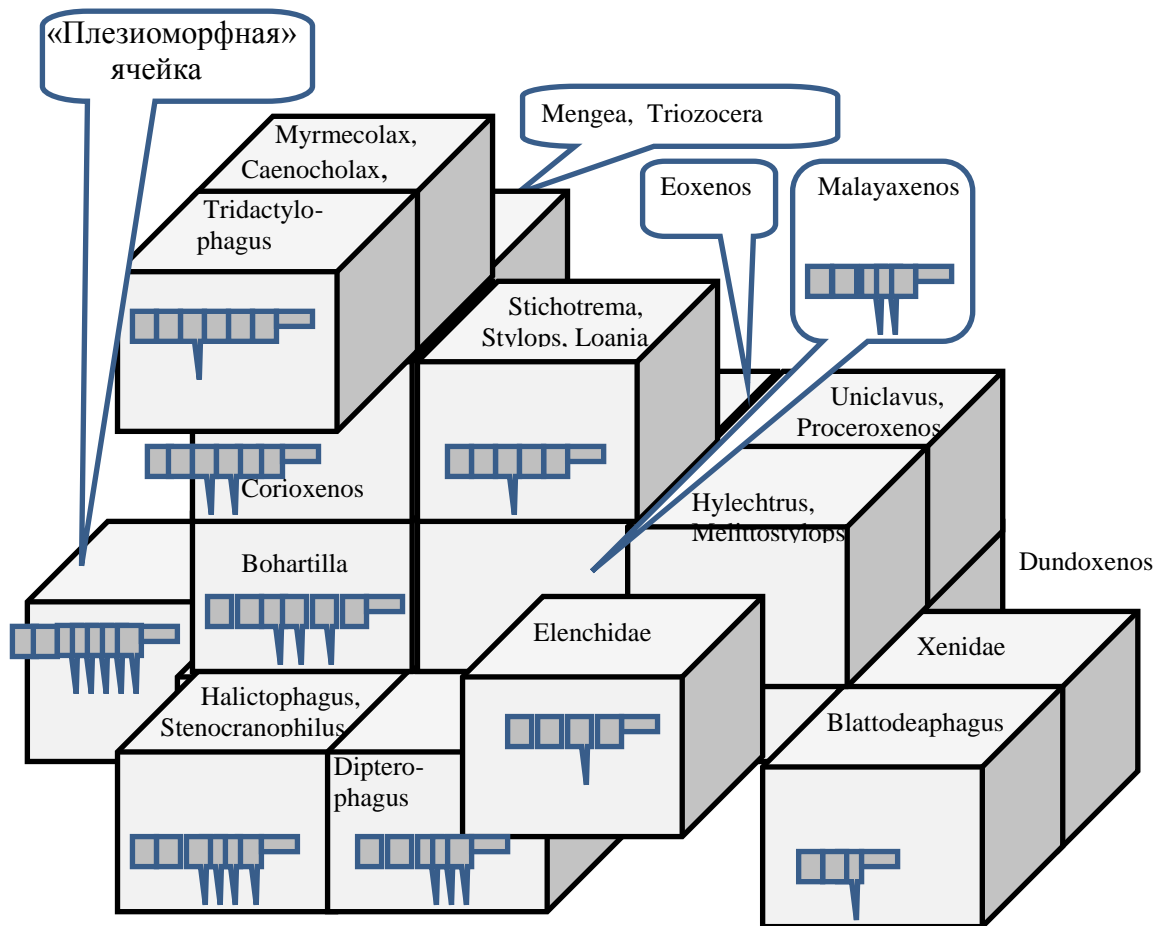 «Плезиоморфная»
ячейка
Mengea, Triozocera
Myrmecolax,
Caenocholax,
Eoxenos
Malayaxenos
Tridactylo-
phagus
Stichotrema,
Stylops, Loania
Uniclavus,
Proceroxenos
Corioxenos
Hylechtrus,
Melittostylops
Bohartilla
Dundoxenos
Elenchidae
Xenidae
Halictophagus,
Stenocranophilus
Blattodeaphagus
Diptero-
phagus